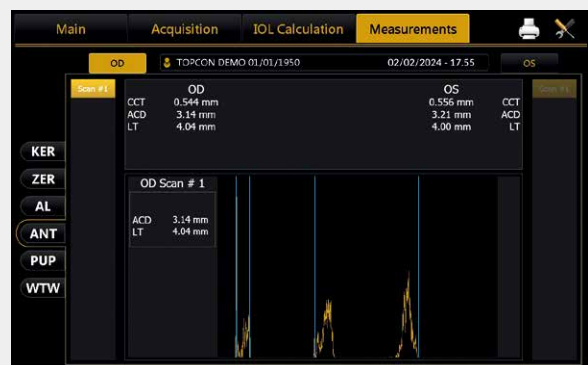 Main Acquisition IOL Calculation Measurements
OD TOPCON DEMO 01/01/1950 02/02/2024 - 17.55 OS
Scan #1 OD OS Scan #1
CCT 0.544 mm 0.556 mm CCT
ACD 3.14 mm 3.21 mm ACD
LT 4.04 mm 4.00 mm LT
KER
ZER
AL
ANT
PUP
WTW
OD Scan # 1
ACD 3.14 mm
LT 4.04 mm